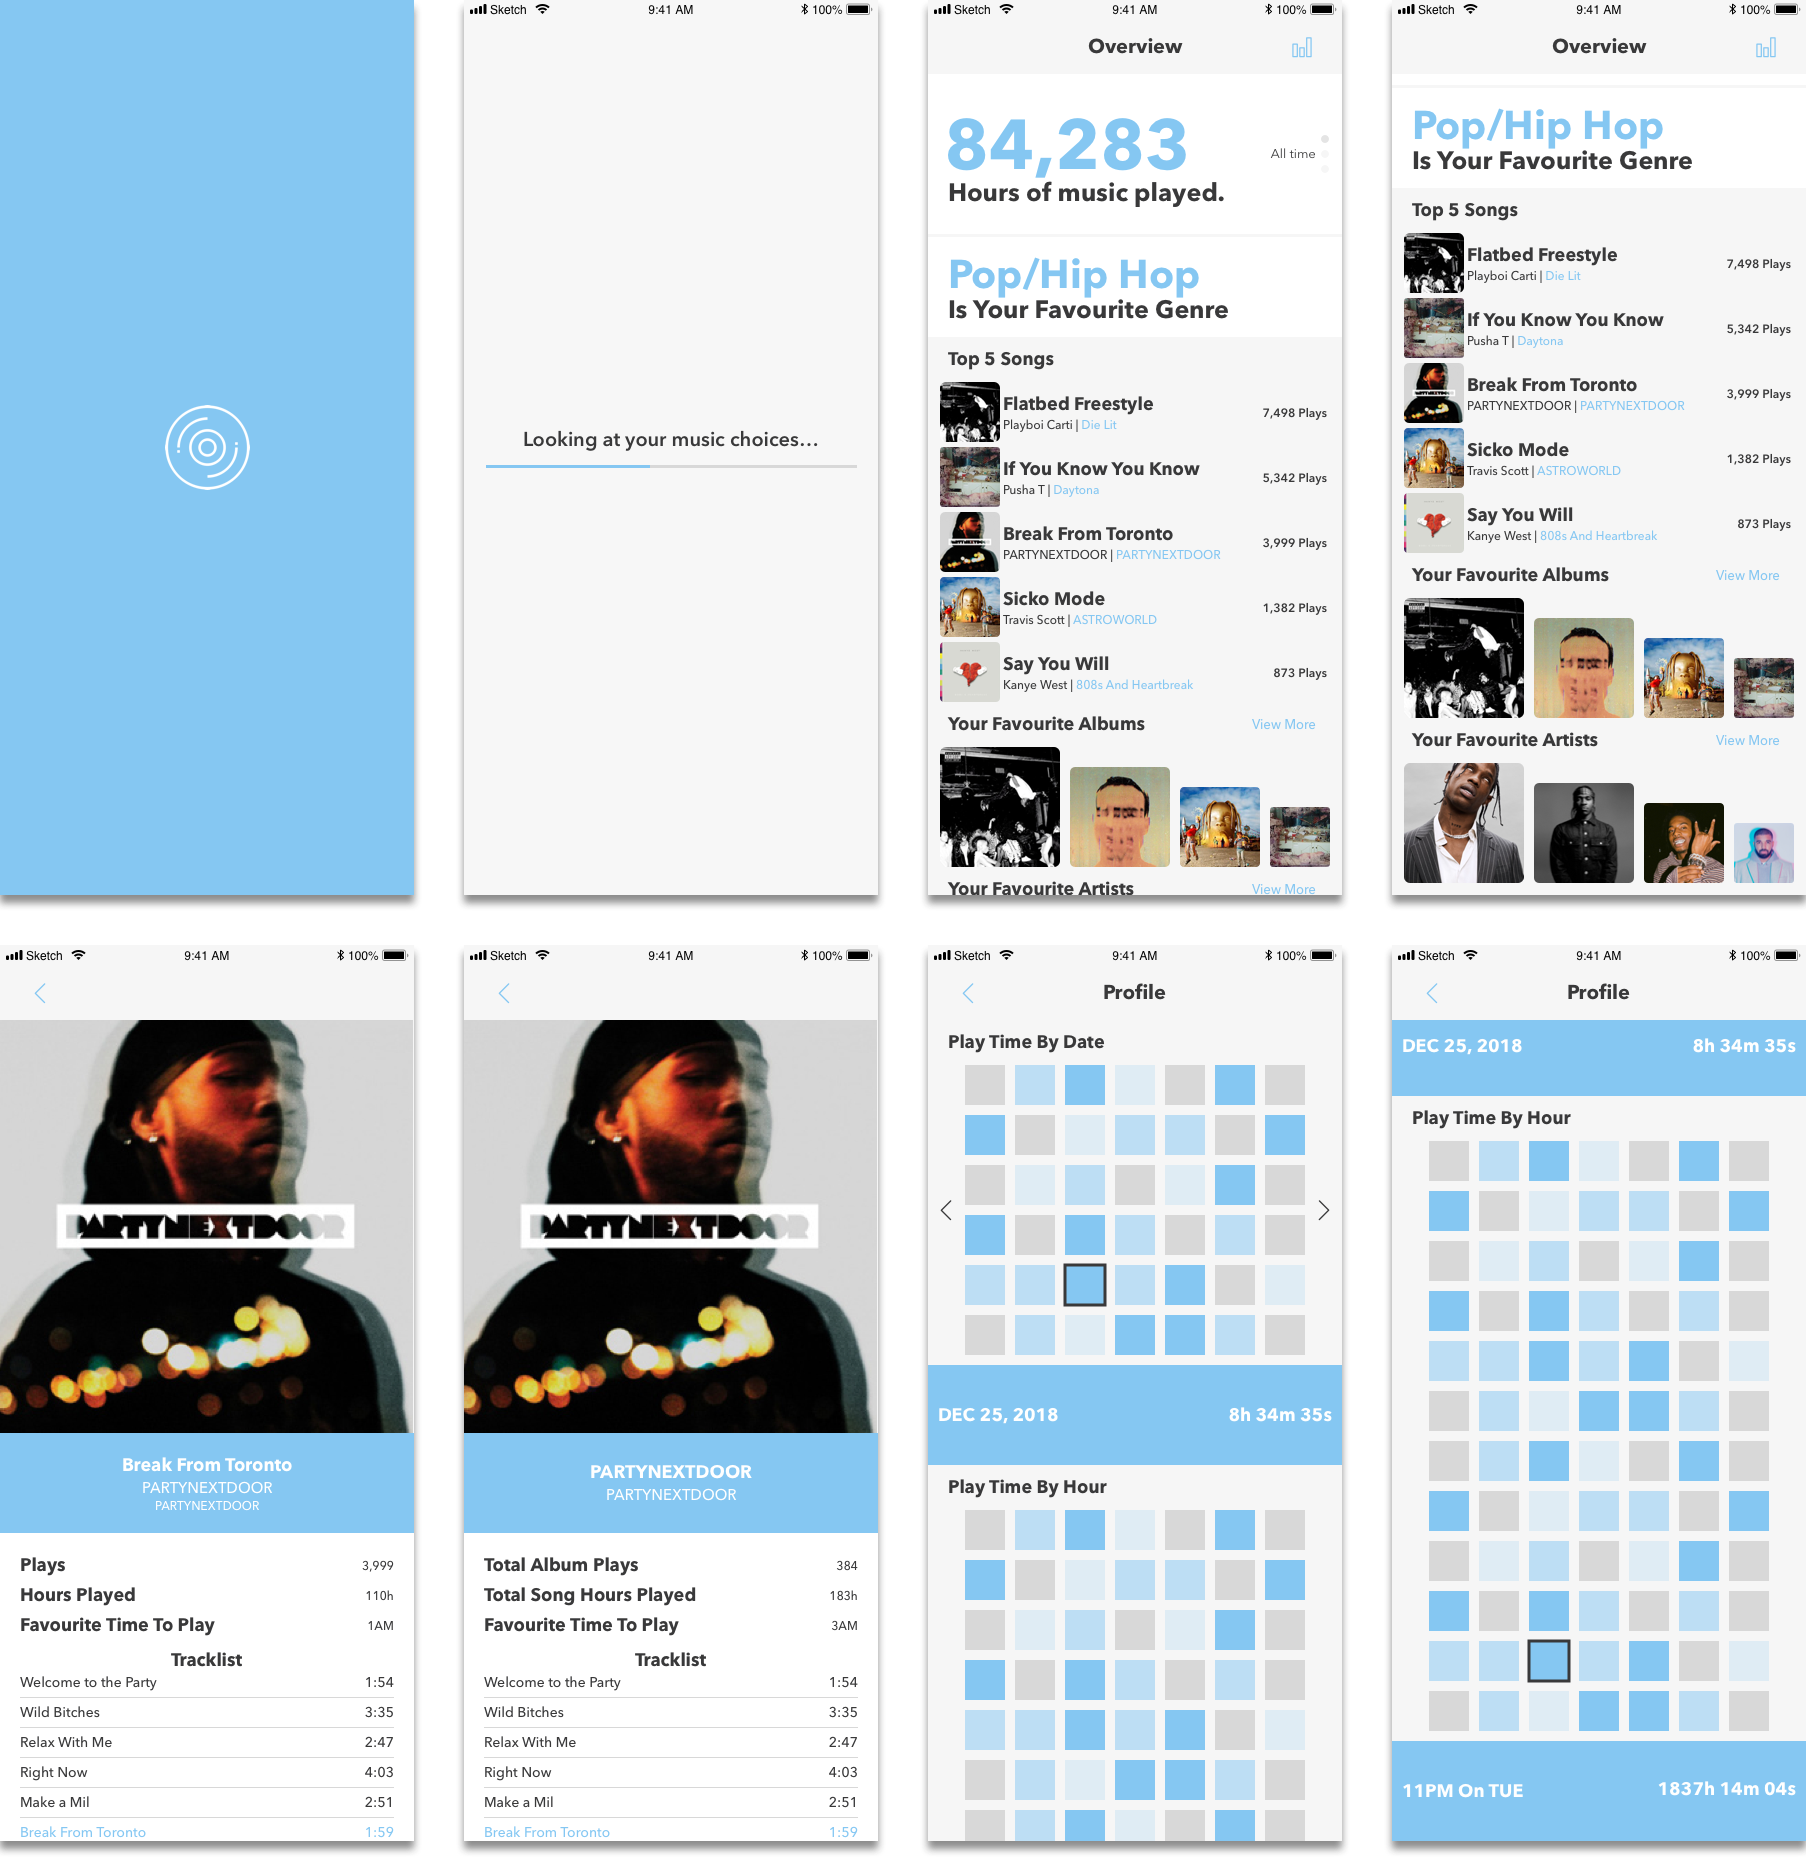 Sketch 9:41 AM 100%
Looking at your music choices...
Sketch 9:41 AM 100%
Overview
84,283
All time
Hours of music played.
Pop/Hip Hop
Is Your Favourite Genre
Top 5 Songs
Flatbed Freestyle
Playboi Carti | Die Lit
7,498 Plays
If You Know You Know
Pusha T | Daytona
5,342 Plays
Break From Toronto
PARTYNEXTDOOR | PARTYNEXTDOOR
3,999 Plays
Sicko Mode
Travis Scott | ASTROWORLD
1,382 Plays
Say You Will
Kanye West | 808s And Heartbreak
873 Plays
Your Favourite Albums View More
Your Favourite Artists View More
Sketch 9:41 AM 100%
Overview
Pop/Hip Hop
Is Your Favourite Genre
Top 5 Songs
Flatbed Freestyle
Playboi Carti | Die Lit
7,498 Plays
If You Know You Know
Pusha T | Daytona
5,342 Plays
Break From Toronto
PARTYNEXTDOOR | PARTYNEXTDOOR
3,999 Plays
Sicko Mode
Travis Scott | ASTROWORLD
1,382 Plays
Say You Will
Kanye West | 808s And Heartbreak
873 Plays
Your Favourite Albums View More
Your Favourite Artists View More
Sketch 9:41 AM 100%
PARTYNEXTDOOR
Break From Toronto
PARTYNEXTDOOR
PARTYNEXTDOOR
Plays 3,999
Hours Played 110h
Favourite Time To Play 1AM
Tracklist
Welcome to the Party 1:54
Wild Bitches 3:35
Relax With Me 2:47
Right Now 4:03
Make a Mil 2:51
Break From Toronto 1:59
Sketch 9:41 AM 100%
PARTYNEXTDOOR
PARTYNEXTDOOR
PARTYNEXTDOOR
Total Album Plays 384
Total Song Hours Played 183h
Favourite Time To Play 3AM
Tracklist
Welcome to the Party 1:54
Wild Bitches 3:35
Relax With Me 2:47
Right Now 4:03
Make a Mil 2:51
Break From Toronto 1:59
Sketch 9:41 AM 100%
Profile
Play Time By Date
DEC 25, 2018 8h 34m 35s
Play Time By Hour
Sketch 9:41 AM 100%
Profile
DEC 25, 2018 8h 34m 35s
Play Time By Hour
11PM On TUE 1837h 14m 04s